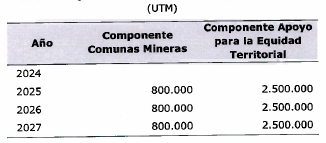 (UTM)
Año Componente Comunas Mineras Componente Apoyo para la Equidad Territorial
2024
2025 800.000 2.500.000
2026 800.000 2.500.000
2027 800.000 2.500.000